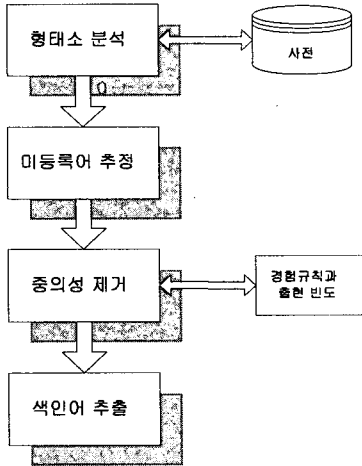 형태소 분석
사전
미등록어 추정
중의성 제거
경험규칙과
출현 빈도
색인어 추출